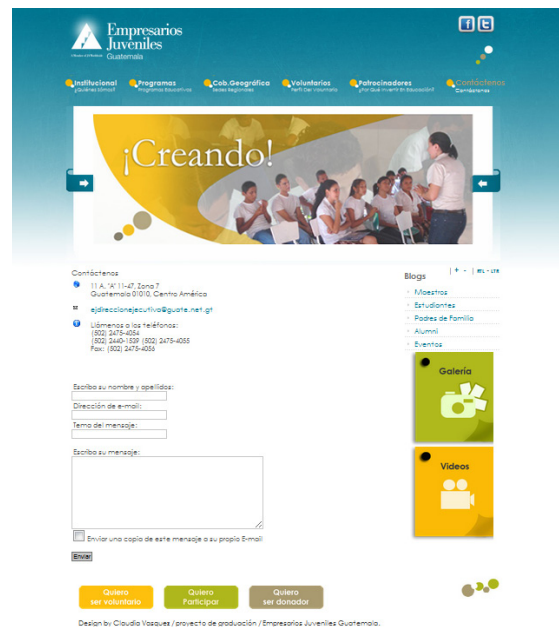 Empresarios
Juveniles
Guatemala
Institucional
¿Quiénes Sómos?
Programas
Programas Educativos
Cob.Geográfica
Sedes Regionales
Voluntarios
Perfil Del Voluntario
Patrocinadores
¿Por Qué Invertir En Educación?
Contáctenos
Contáctenos
¡Creando!
Contáctenos
11 A. "A" 11-47, Zona 7
Guatemala 01010, Centro América
ejdireccionejecutiva@guate.net.gt
Llámenos a los teléfonos:
(502) 2475-4054
(502) 2440-1539 (502) 2475-4055
Fax: (502) 2475-4056
Escriba su nombre y apellidos:
Dirección de e-mail:
Tema del mensaje:
Escriba su mensaje:
Enviar una copia de este mensaje a su propio E-mail
Enviar
| + - | RTL - LTR
Blogs
Maestros
Estudiantes
Padres de Familia
Alumni
Eventos
Galería
Videos
Quiero
ser voluntario
Quiero
Participar
Quiero
ser donador
Design by Claudia Vasquez / proyecto de graduación / Empresarios Juveniles Guatemala.